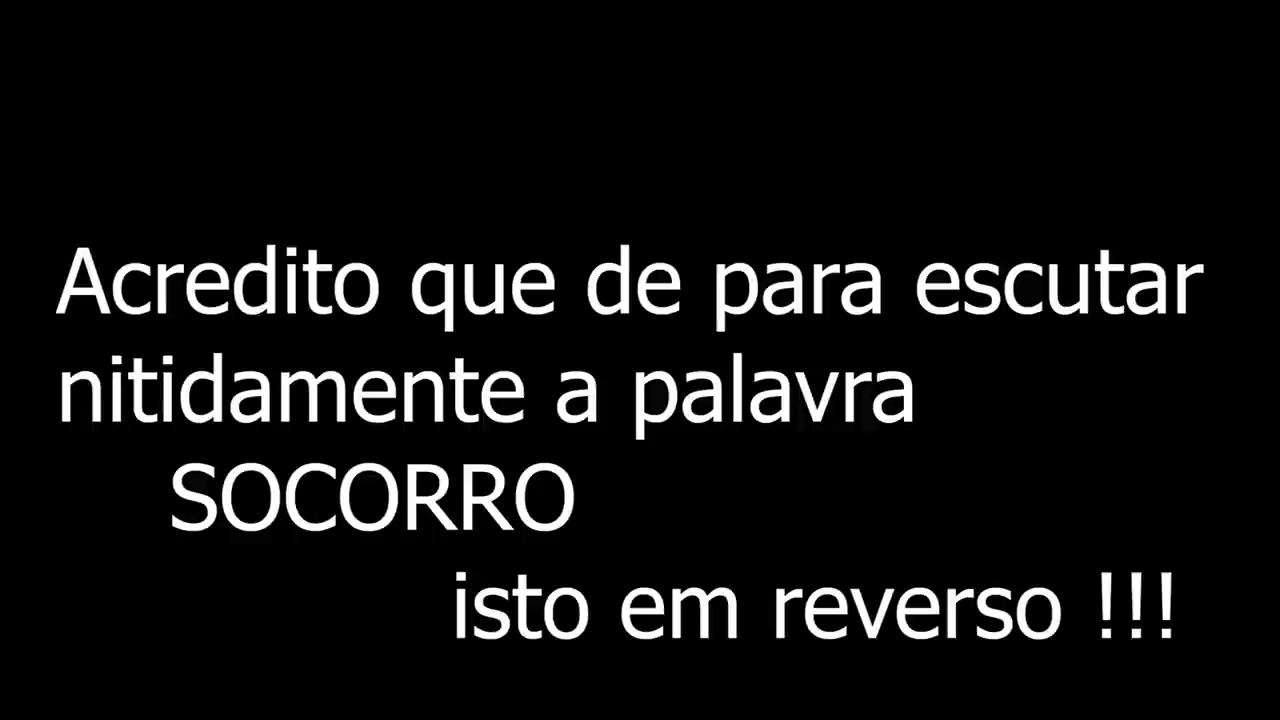 Acredito que de para escutar
nitidamente a palavra
SOCORRO
isto em reverso !!!